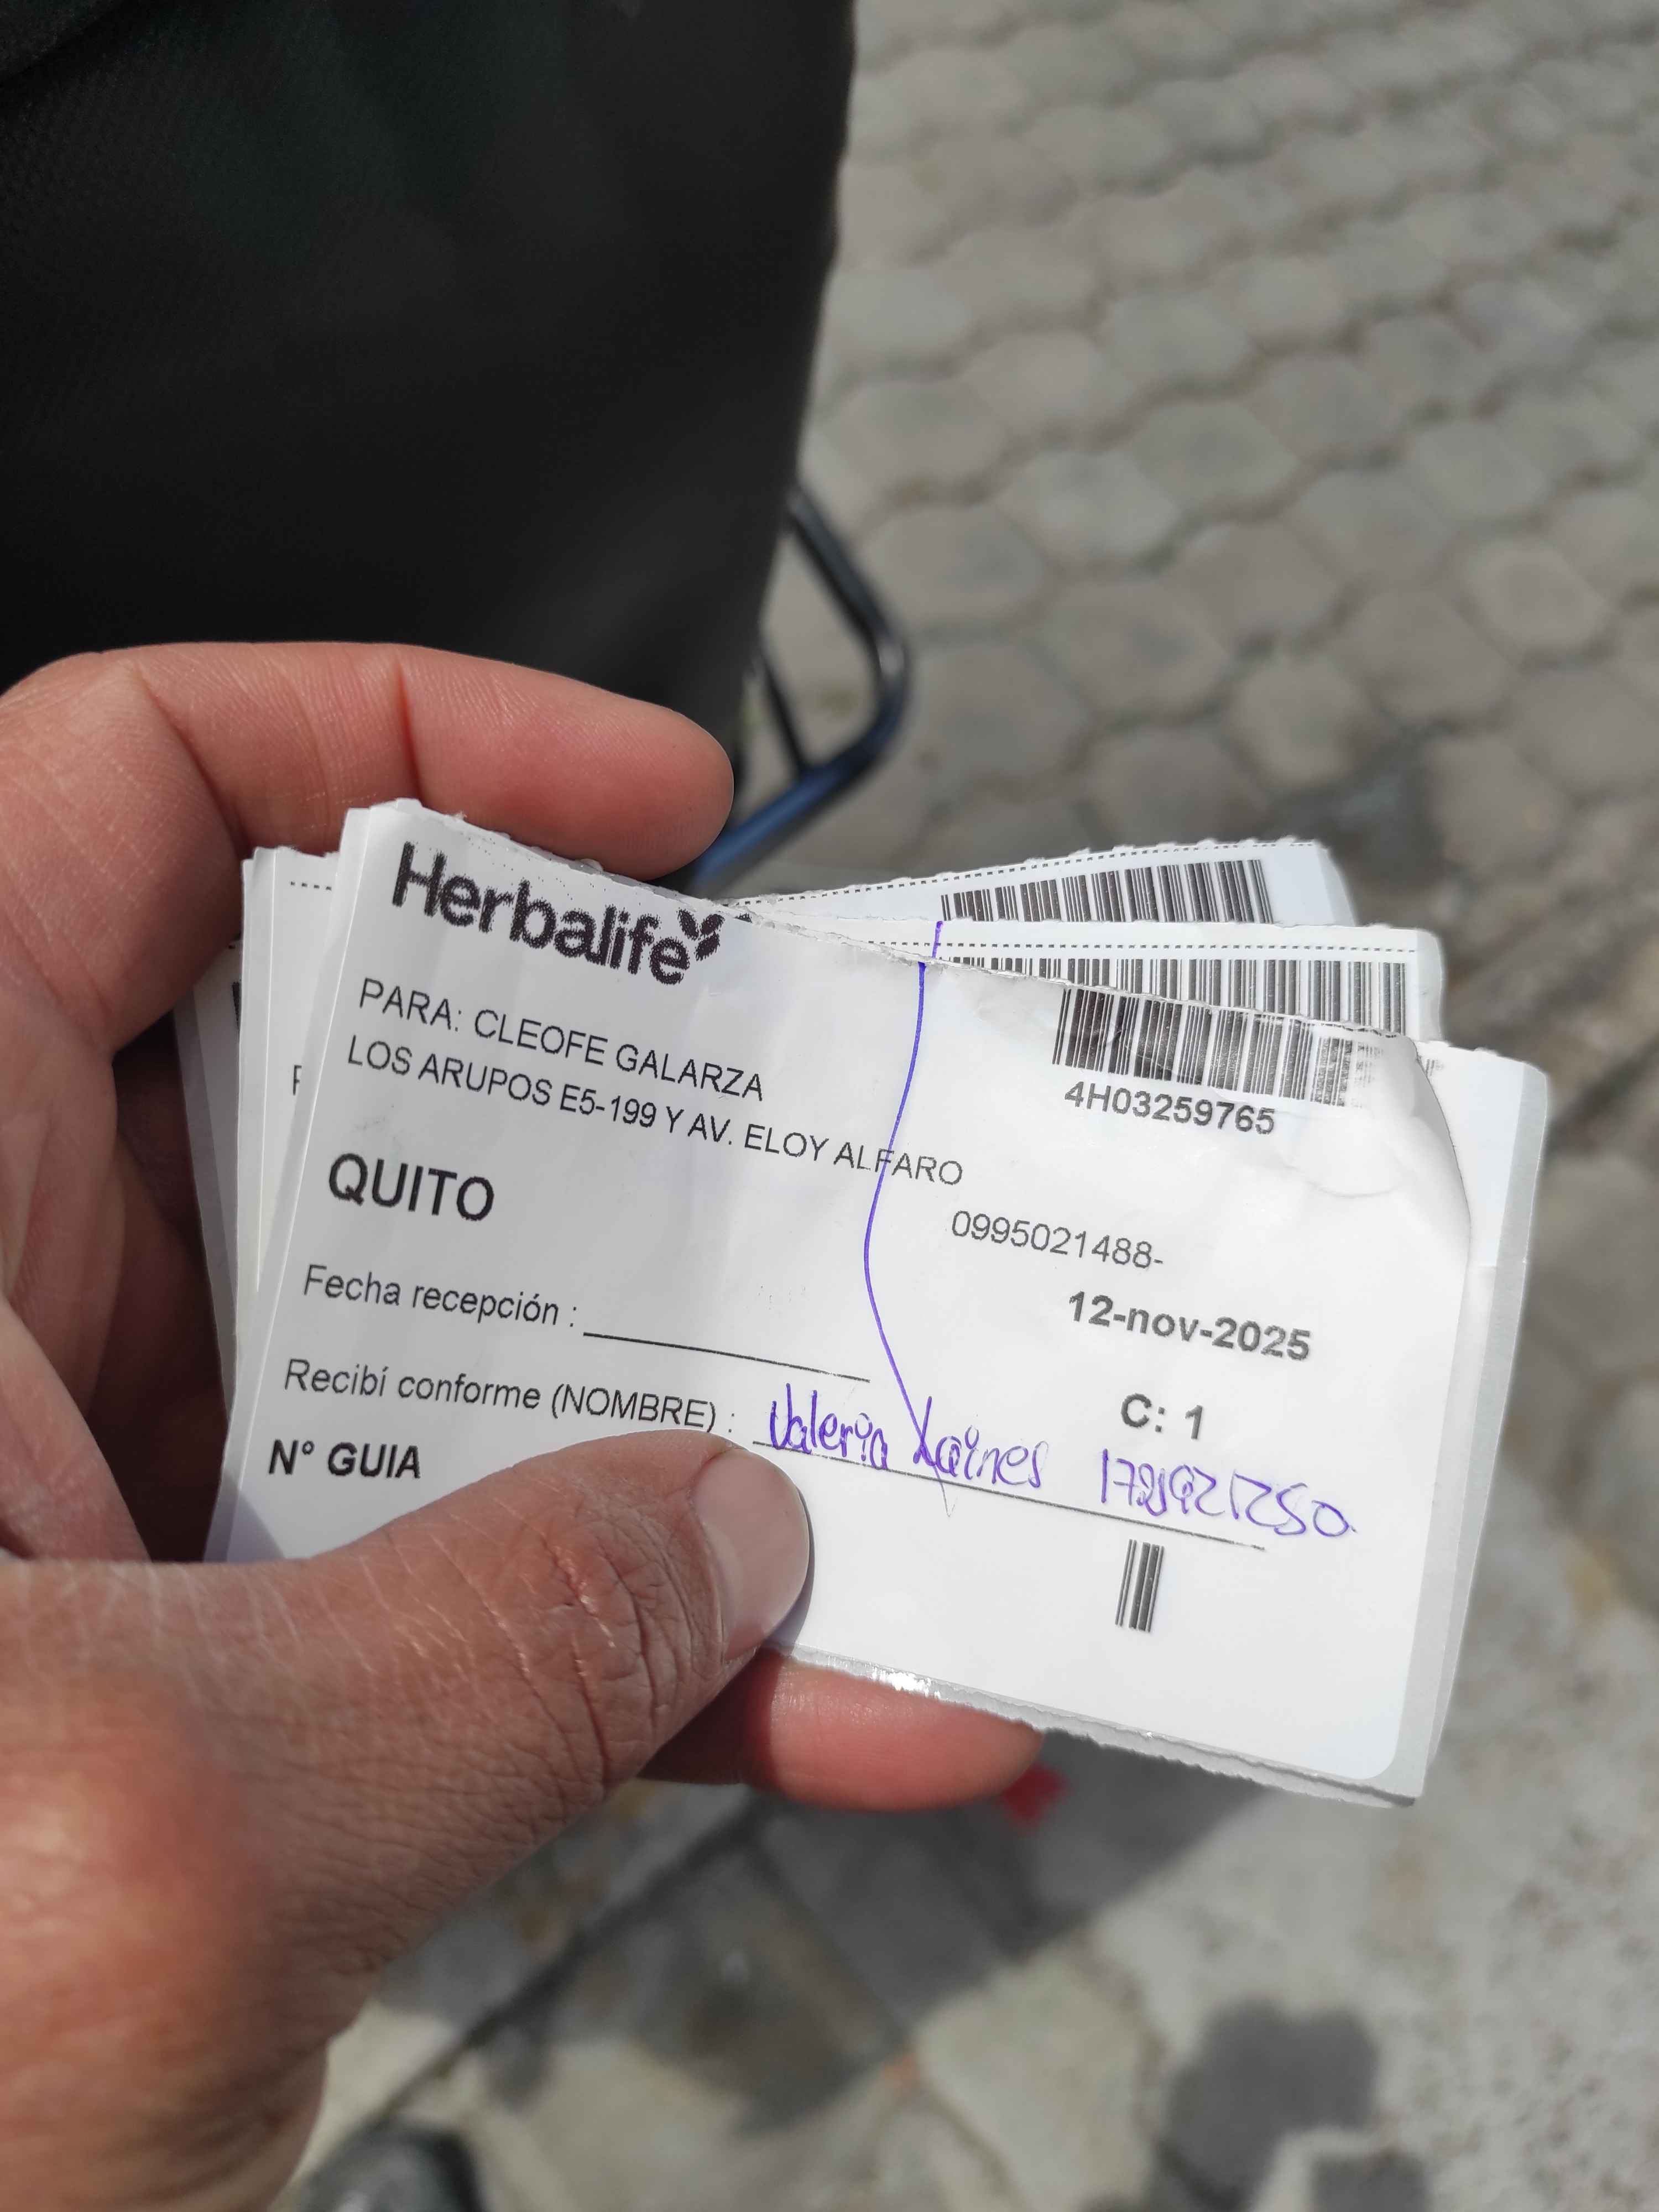 Herbalife
PARA: CLEOFE GALARZA
LOS ARUPOS E5-199 Y AV. ELOY ALFARO
4H03259765
QUITO
0995021488-
12-nov-2025
Fecha recepción :
C: 1
Recibí conforme (NOMBRE) : Valeria
N° GUIA